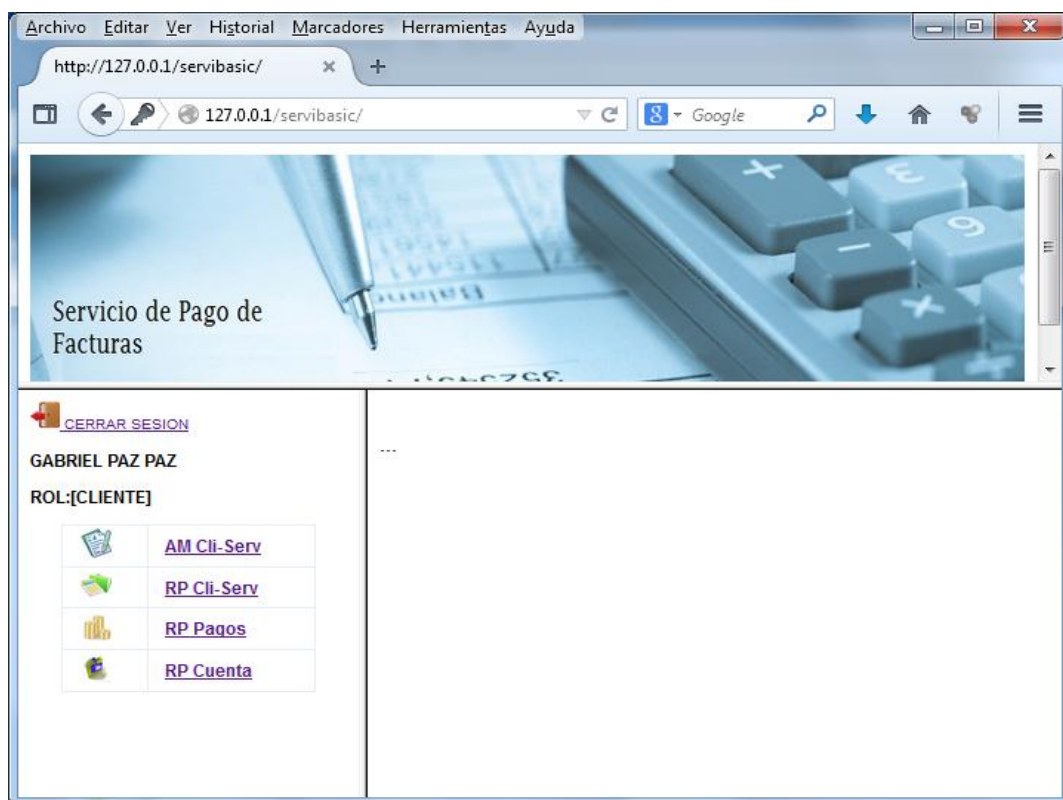 Archivo Editar Ver Historial Marcadores Herramientas Ayuda
http://127.0.0.1/servibasic/
127.0.0.1/servibasic/
Google
Servicio de Pago de
Facturas
CERRAR SESION
GABRIEL PAZ PAZ
ROL:[CLIENTE]
AM Cli-Serv
RP Cli-Serv
RP Pagos
RP Cuenta
---